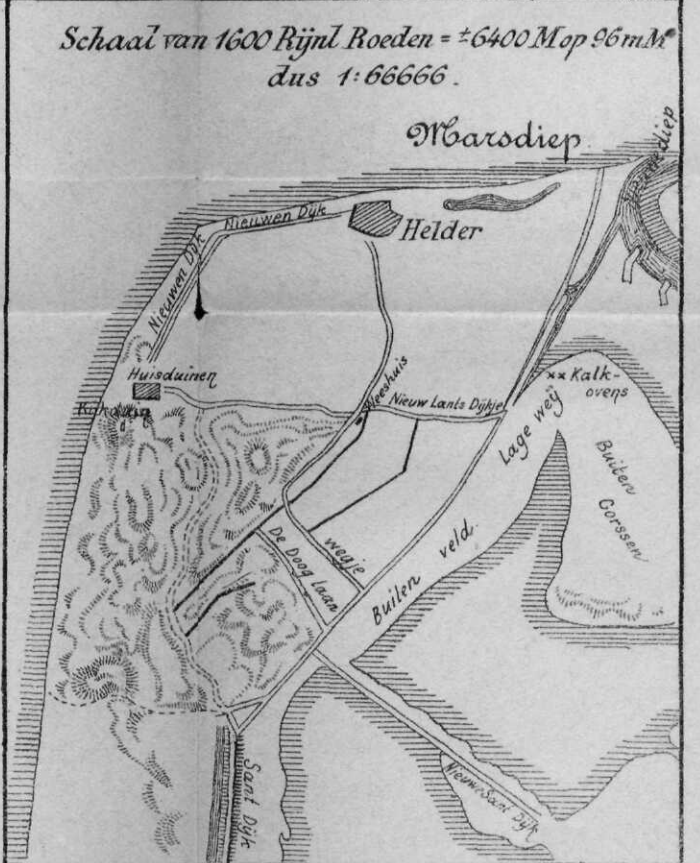 Schaal van 1600 Rijnl Roeden = ±6400 M op 96 mM
dus 1:66666.
Marsdiep
Nieuwen Dijk
Helder
Nieuwen Dijk
Huisduinen
Weeshuis
Nieuw Lants Dijkje
×× Kalk-
ovens
Lage weij
Buiten
Gorssen
wegje
De Doog laan
Buiten veld
Nieuwe Sant Dijk
Sant Dijk